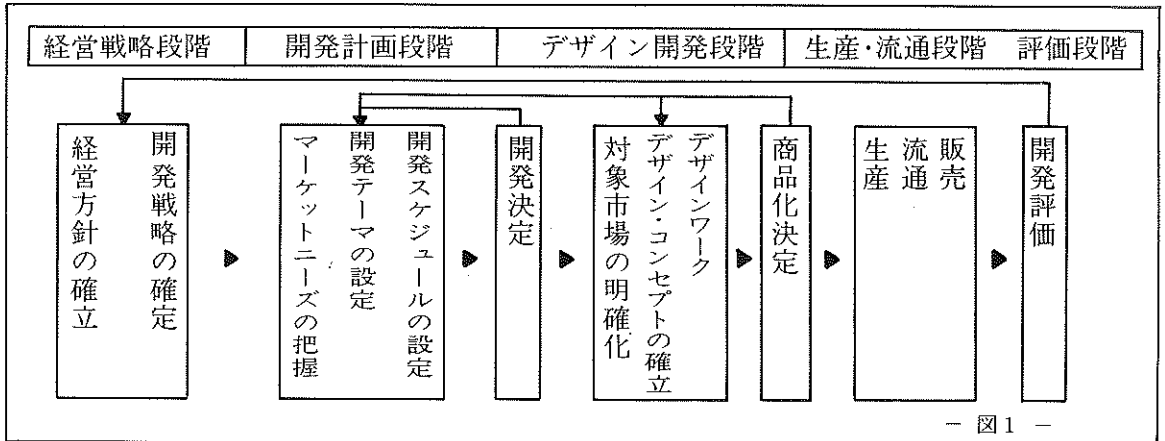 経営戦略段階
開発計画段階
デザイン開発段階
生産・流通段階 評価段階
経営方針の確立
開発戦略の確定
マーケットニーズの把握
開発テーマの設定
開発スケジュールの設定
開発決定
対象市場の明確化
デザイン・コンセプトの確立
デザインワーク
商品化決定
生産
流通
販売
開発評価
― 図1 ―